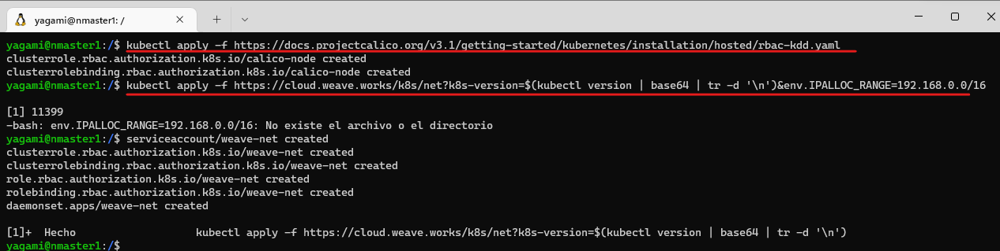 yagami@nmaster1: /
yagami@nmaster1:/$ kubectl apply -f https://docs.projectcalico.org/v3.1/getting-started/kubernetes/installation/hosted/rbac-kdd.yaml
clusterrole.rbac.authorization.k8s.io/calico-node created
clusterrolebinding.rbac.authorization.k8s.io/calico-node created
yagami@nmaster1:/$ kubectl apply -f https://cloud.weave.works/k8s/net?k8s-version=$(kubectl version | base64 | tr -d '\n')&env.IPALLOC_RANGE=192.168.0.0/16
[1] 11399
-bash: env.IPALLOC_RANGE=192.168.0.0/16: No existe el archivo o el directorio
yagami@nmaster1:/$ serviceaccount/weave-net created
clusterrole.rbac.authorization.k8s.io/weave-net created
clusterrolebinding.rbac.authorization.k8s.io/weave-net created
role.rbac.authorization.k8s.io/weave-net created
rolebinding.rbac.authorization.k8s.io/weave-net created
daemonset.apps/weave-net created
[1]+  Hecho                   kubectl apply -f https://cloud.weave.works/k8s/net?k8s-version=$(kubectl version | base64 | tr -d '\n')
yagami@nmaster1:/$